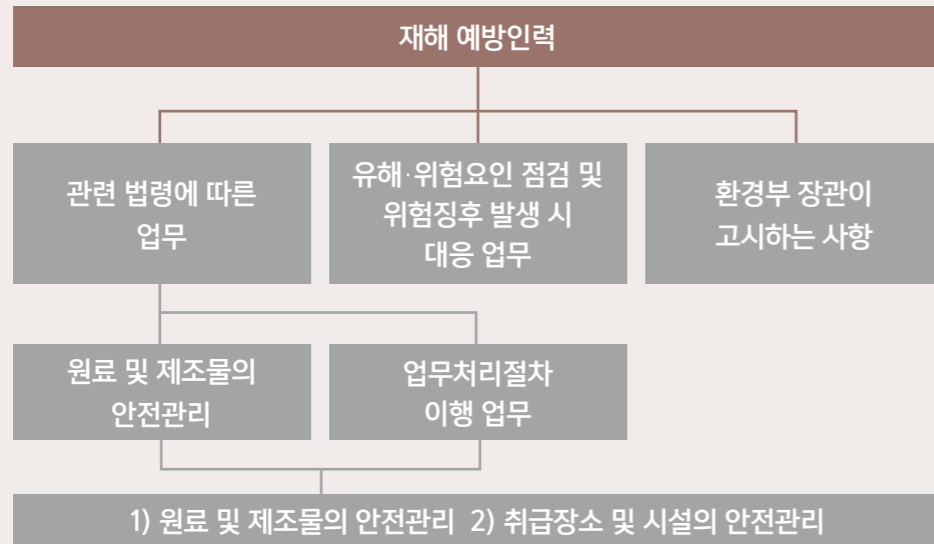 재해 예방인력
관련 법령에 따른
업무
유해·위험요인 점검 및
위험징후 발생 시
대응 업무
환경부 장관이
고시하는 사항
원료 및 제조물의
안전관리
업무처리절차
이행 업무
1) 원료 및 제조물의 안전관리 2) 취급장소 및 시설의 안전관리